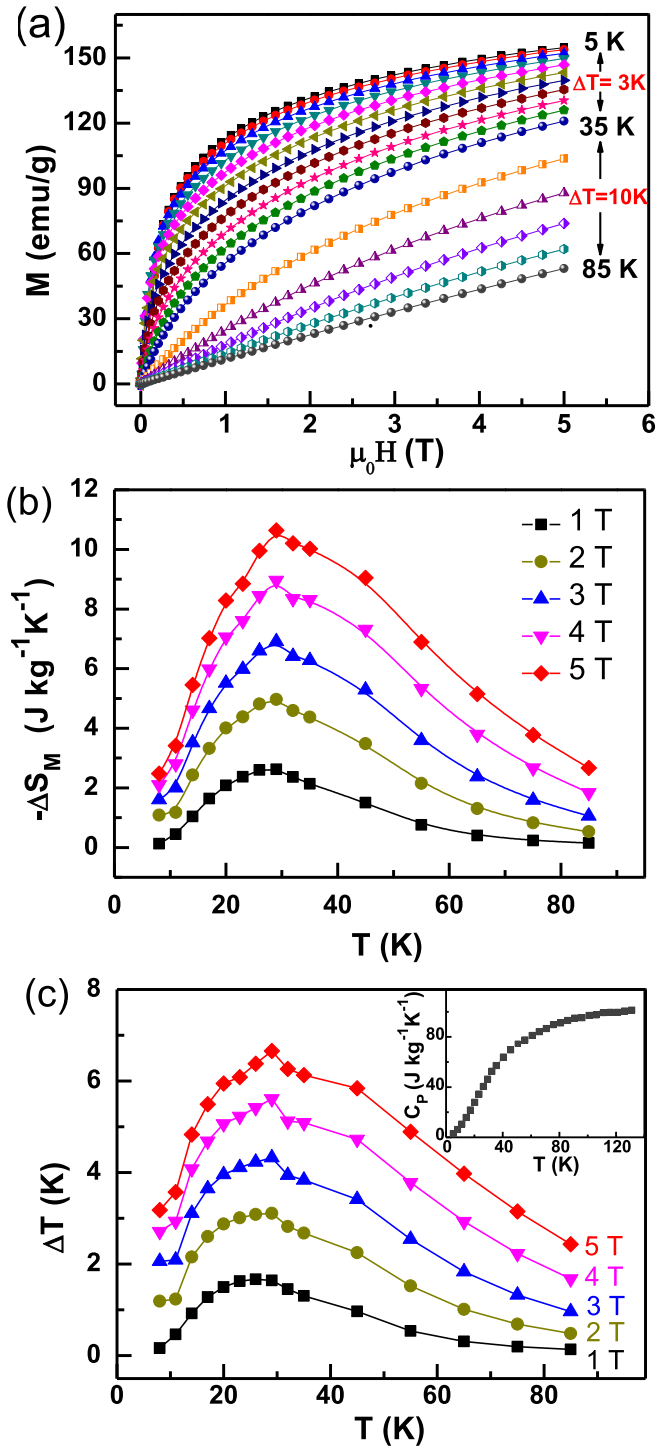 (a)
150
120
90
60
30
0
M (emu/g)
5 K
ΔT= 3K
35 K
ΔT=10K
85 K
0 1 2 3 4 5 6
μ₀H (T)
(b)
12
10
8
6
4
2
0
-ΔS_M (J kg⁻¹K⁻¹)
1 T
2 T
3 T
4 T
5 T
0 20 40 60 80
T (K)
(c)
8
6
4
2
0
ΔT (K)
80
40
0
C_P (J kg⁻¹K⁻¹)
0 40 80 120
T (K)
5 T
4 T
3 T
2 T
1 T
0 20 40 60 80 100
T (K)